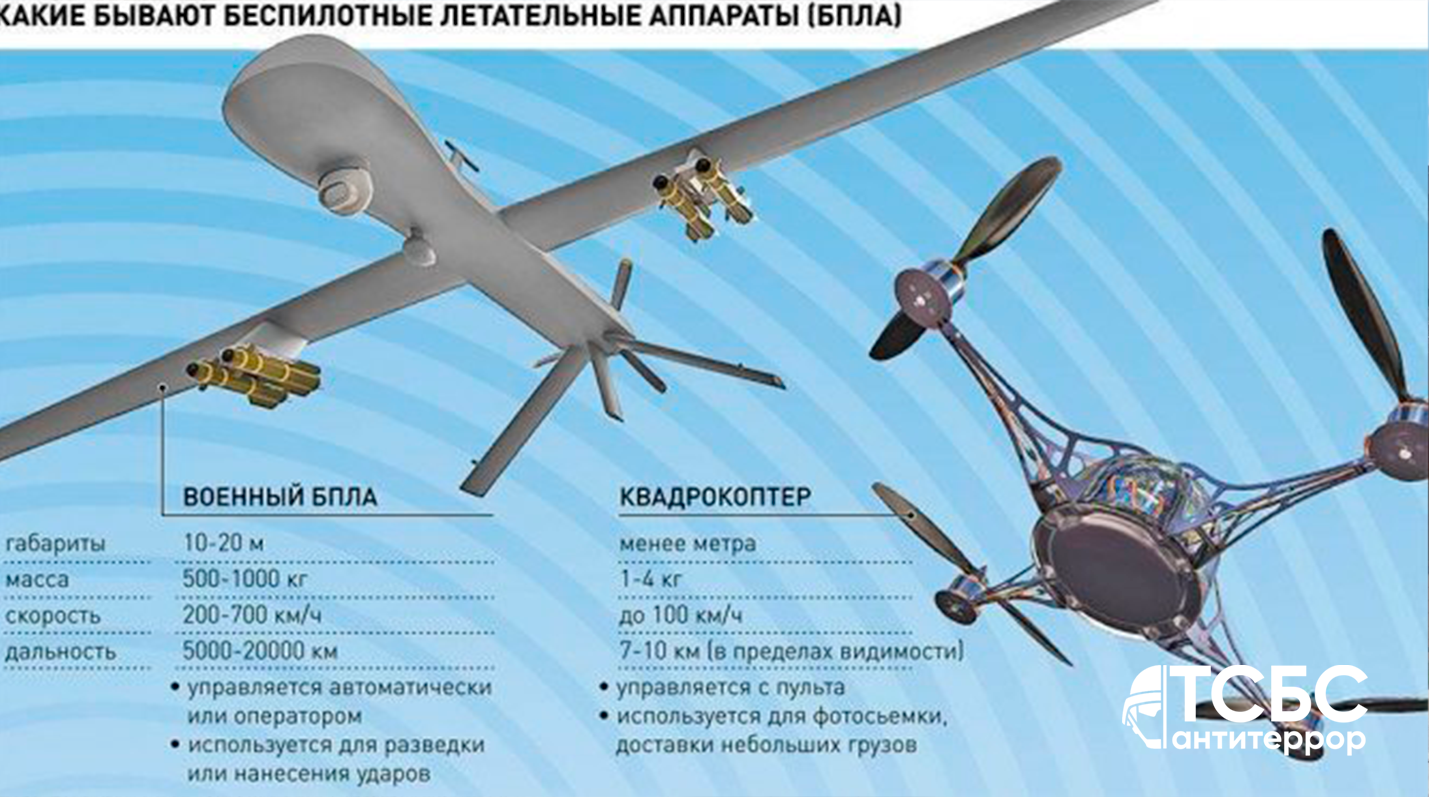 КАКИЕ БЫВАЮТ БЕСПИЛОТНЫЕ ЛЕТАТЕЛЬНЫЕ АППАРАТЫ (БПЛА)
ВОЕННЫЙ БПЛА КВАДРОКОПТЕР
габариты 10-20 м менее метра
масса 500-1000 кг 1-4 кг
скорость 200-700 км/ч до 100 км/ч
дальность 5000-20000 км 7-10 км (в пределах видимости)
• управляется автоматически
или оператором
• используется для разведки
или нанесения ударов
• управляется с пульта
• используется для фотосьемки,
доставки небольших грузов
ТСБС
антитеррор